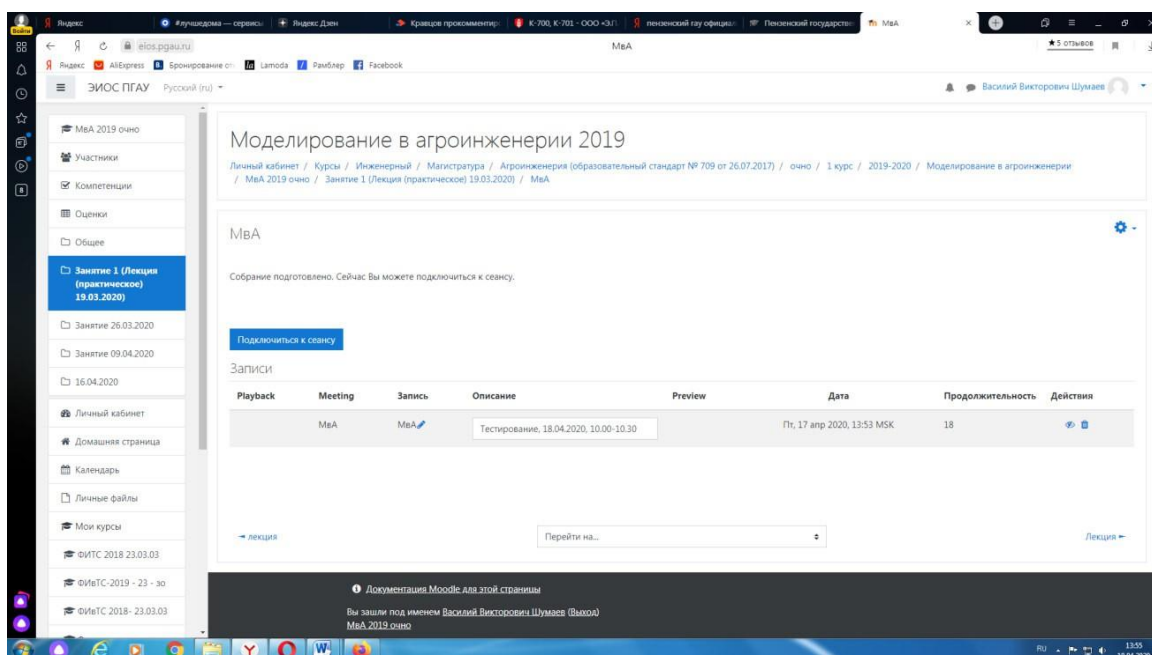 Войти
Яндекс
#лучшедома — сервисы
Яндекс Дзен
Кравцов прокомментиро
К-700, К-701 - ООО «ЗЛ
пензенский гау официал
Пензенский государстве
МвА
eios.pgau.ru
МвА
★5 отзывов
Яндекс
AliExpress
Бронирование от
Lamoda
Рамблер
Facebook
ЭИОС ПГАУ
Русский (ru)
Василий Викторович Шумаев
МвА 2019 очно
Участники
Компетенции
Оценки
Общее
Занятие 1 (Лекция
(практическое)
19.03.2020)
Занятие 26.03.2020
Занятие 09.04.2020
16.04.2020
Личный кабинет
Домашняя страница
Календарь
Личные файлы
Мои курсы
ФИТС 2018 23.03.03
ФИвТС-2019 - 23 - зо
ФИвТС 2018- 23.03.03
Моделирование в агроинженерии 2019
Личный кабинет / Курсы / Инженерный / Магистратура / Агроинженерия (образовательный стандарт № 709 от 26.07.2017) / очно / 1 курс / 2019-2020 / Моделирование в агроинженерии
/ МвА 2019 очно / Занятие 1 (Лекция (практическое) 19.03.2020) / МвА
МвА
Собрание подготовлено. Сейчас Вы можете подключиться к сеансу.
Подключиться к сеансу
Записи
Playback Meeting Запись Описание Preview Дата Продолжительность Действия
МвА МвА Тестирование, 18.04.2020, 10.00-10.30 Пт, 17 апр 2020, 13:53 MSK 18
◄ лекция
Перейти на...
Лекция ►
Документация Moodle для этой страницы
Вы зашли под именем Василий Викторович Шумаев (Выход)
МвА 2019 очно
RU
13:55